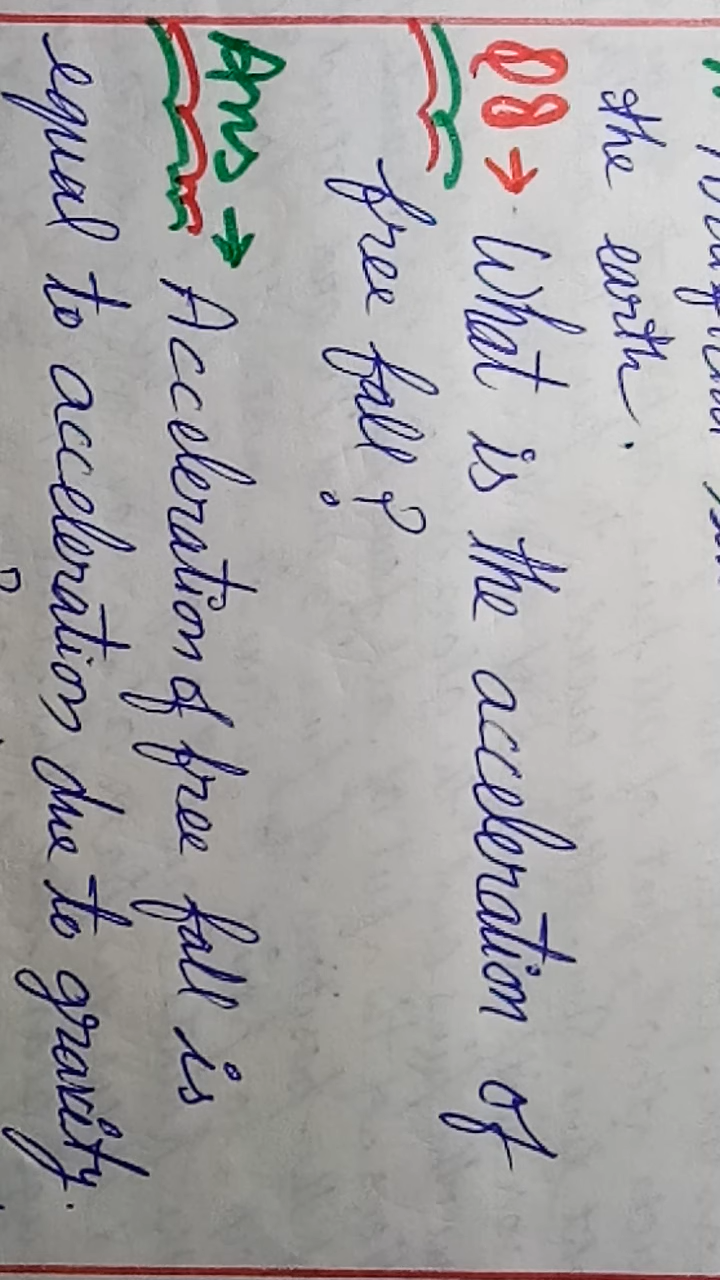 the earth.
Q8 → What is the acceleration of
free fall?
Ans → Acceleration of free fall is
equal to acceleration due to gravity.